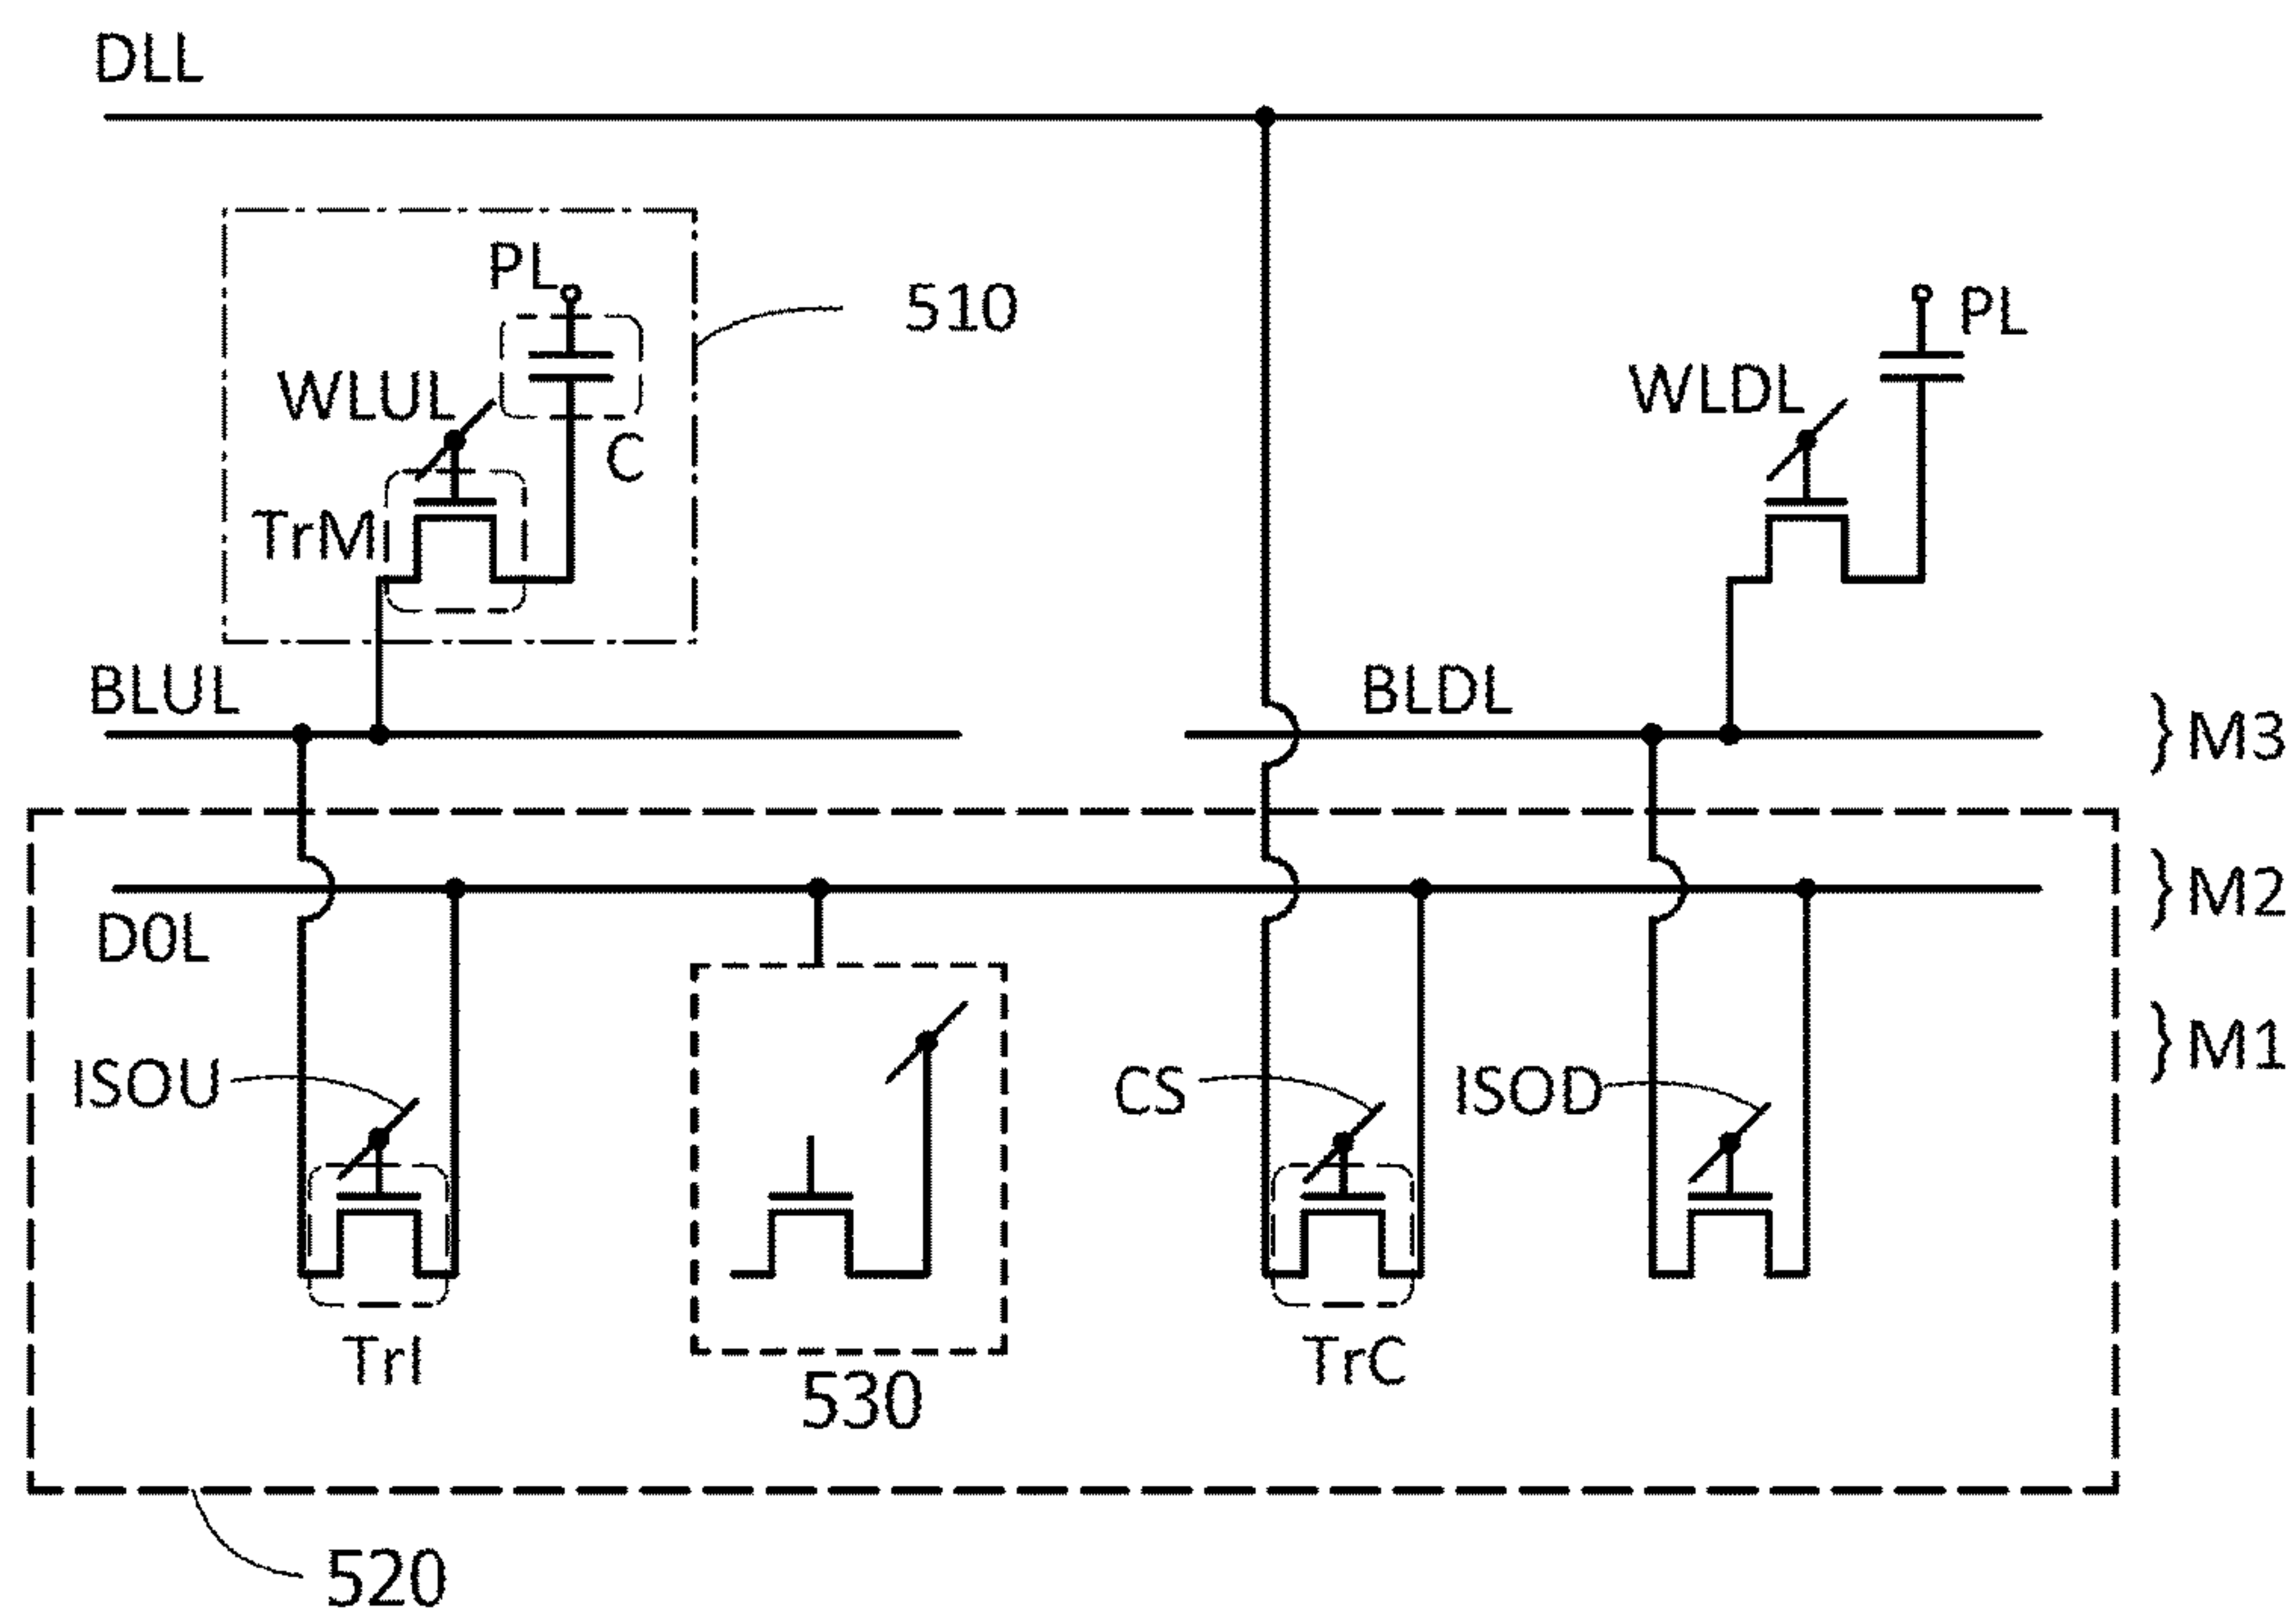 DLL
PL
510
PL
WLUL
WLDL
C
TrM
BLUL
BLDL
} M3
} M2
D0L
} M1
ISOU
CS
ISOD
TrI
TrC
530
520